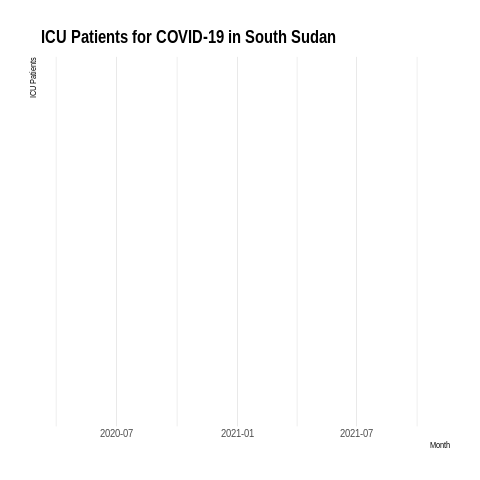 ICU Patients for COVID-19 in South Sudan
ICU Patients
2020-07
2021-01
2021-07
Month